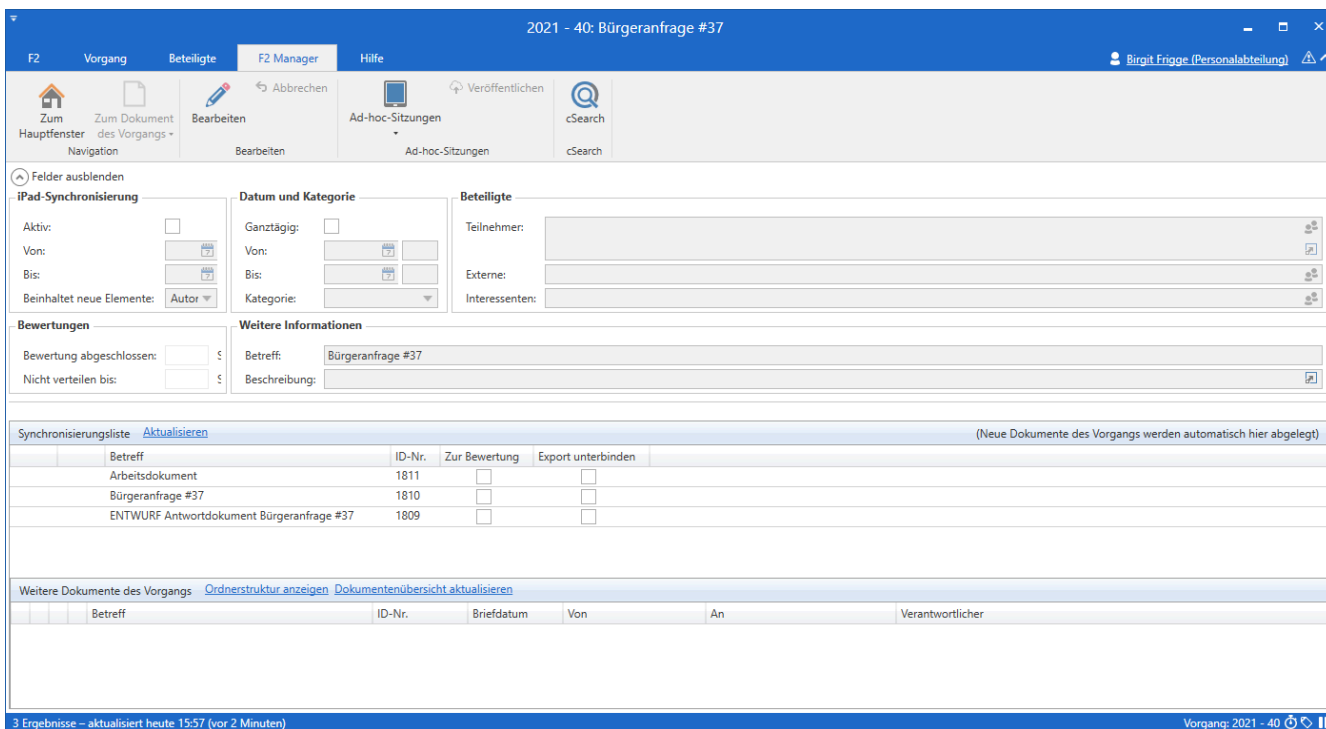 2021 - 40: Bürgeranfrage #37
F2 Vorgang Beteiligte F2 Manager Hilfe Birgit Frigge (Personalabteilung)
Zum Hauptfenster
Zum Dokument des Vorgangs
Navigation
Bearbeiten
Abbrechen
Bearbeiten
Ad-hoc-Sitzungen
Veröffentlichen
Ad-hoc-Sitzungen
cSearch
cSearch
Felder ausblenden
iPad-Synchronisierung
Aktiv:
Von:
Bis:
Beinhaltet neue Elemente: Autor
Datum und Kategorie
Ganztägig:
Von:
Bis:
Kategorie:
Beteiligte
Teilnehmer:
Externe:
Interessenten:
Bewertungen
Bewertung abgeschlossen: S
Nicht verteilen bis: S
Weitere Informationen
Betreff: Bürgeranfrage #37
Beschreibung:
Synchronisierungsliste Aktualisieren (Neue Dokumente des Vorgangs werden automatisch hier abgelegt)
Betreff ID-Nr. Zur Bewertung Export unterbinden
Arbeitsdokument 1811
Bürgeranfrage #37 1810
ENTWURF Antwortdokument Bürgeranfrage #37 1809
Weitere Dokumente des Vorgangs Ordnerstruktur anzeigen Dokumentenübersicht aktualisieren
Betreff ID-Nr. Briefdatum Von An Verantwortlicher
3 Ergebnisse – aktualisiert heute 15:57 (vor 2 Minuten) Vorgang: 2021 - 40